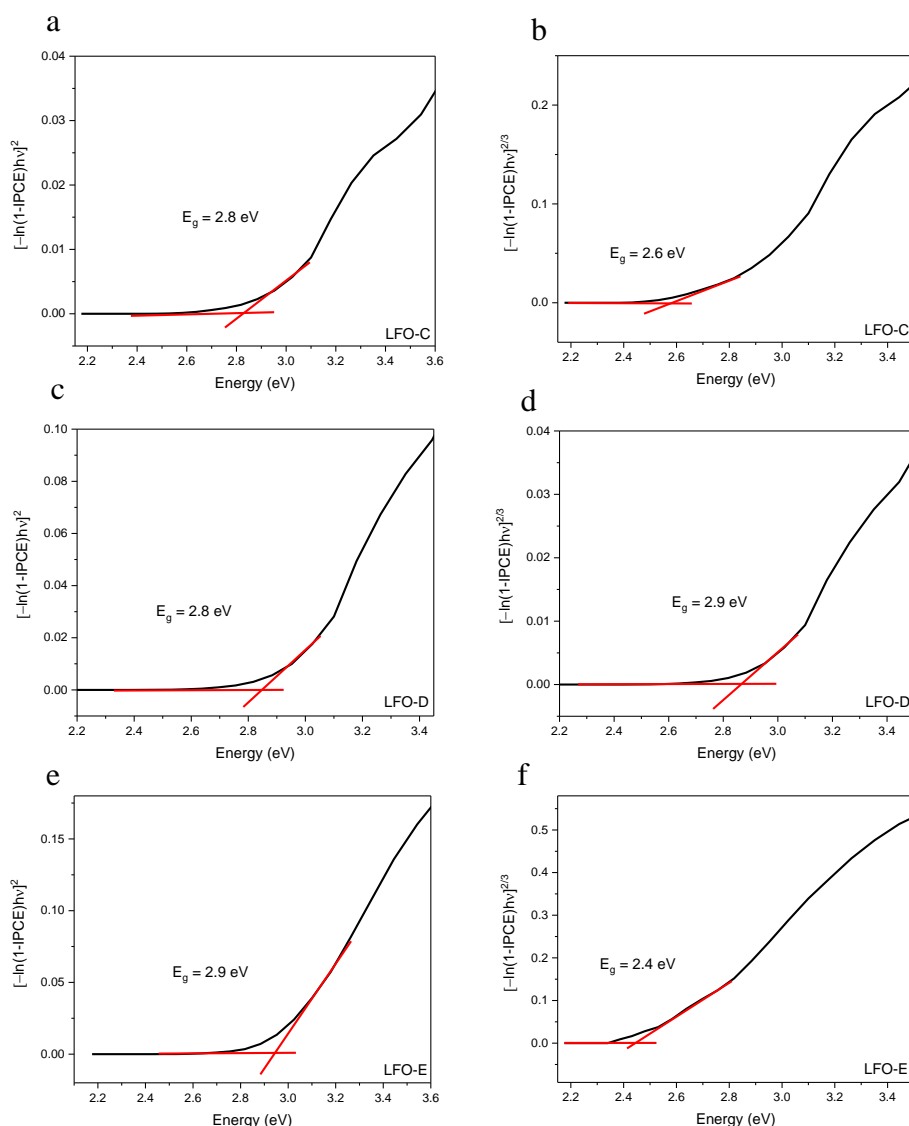 a
0.04
0.03
0.02
0.01
0.00
[−ln(1-IPCE)hν]²
E_g = 2.8 eV
LFO-C
2.2 2.4 2.6 2.8 3.0 3.2 3.4 3.6
Energy (eV)
b
0.2
0.1
0.0
[−ln(1-IPCE)hν]^2/3
E_g = 2.6 eV
LFO-C
2.2 2.4 2.6 2.8 3.0 3.2 3.4
Energy (eV)
c
0.10
0.08
0.06
0.04
0.02
0.00
[−ln(1-IPCE)hν]²
E_g = 2.8 eV
LFO-D
2.2 2.4 2.6 2.8 3.0 3.2 3.4
Energy (eV)
d
0.04
0.03
0.02
0.01
0.00
[−ln(1-IPCE)hν]^2/3
E_g = 2.9 eV
LFO-D
2.2 2.4 2.6 2.8 3.0 3.2 3.4
Energy (eV)
e
0.15
0.10
0.05
0.00
[−ln(1-IPCE)hν]²
E_g = 2.9 eV
LFO-E
2.2 2.4 2.6 2.8 3.0 3.2 3.4 3.6
Energy (eV)
f
0.5
0.4
0.3
0.2
0.1
0.0
[−ln(1-IPCE)hν]^2/3
E_g = 2.4 eV
LFO-E
2.2 2.4 2.6 2.8 3.0 3.2 3.4
Energy (eV)